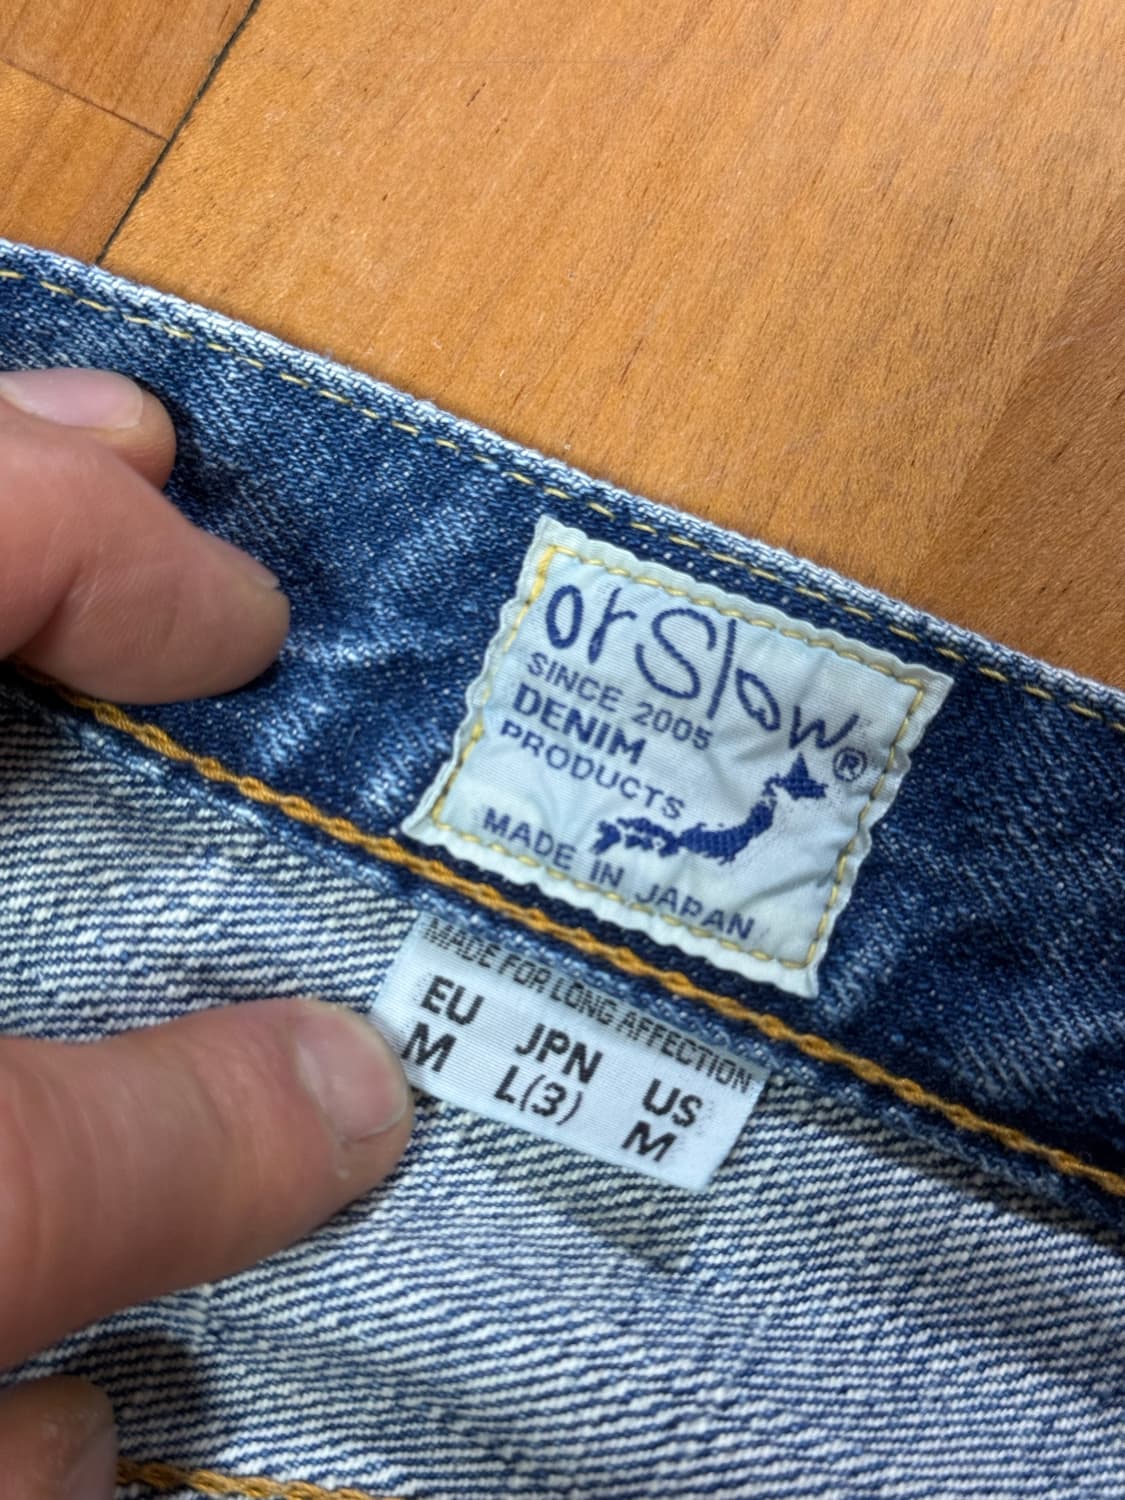 orSlow®
SINCE 2005
DENIM
PRODUCTS
MADE IN JAPAN
MADE FOR LONG AFFECTION
EU JPN US
M L(3) M